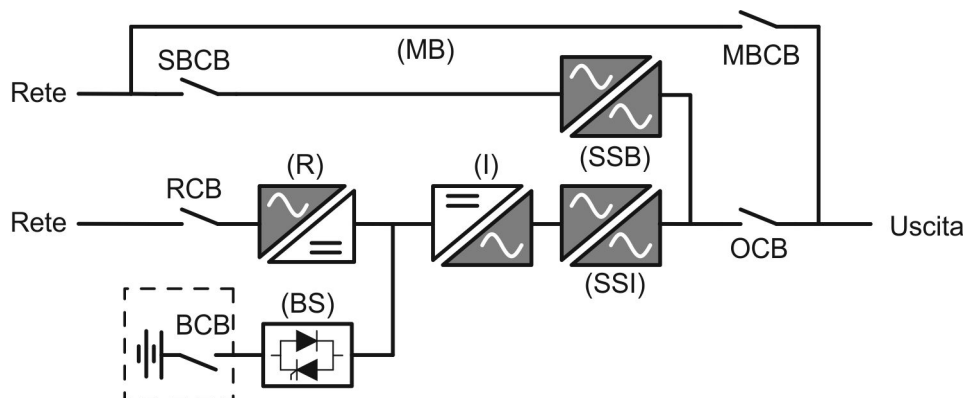 (MB)
MBCB
SBCB
Rete
(SSB)
(R)
(I)
RCB
Rete
Uscita
OCB
(SSI)
(BS)
BCB